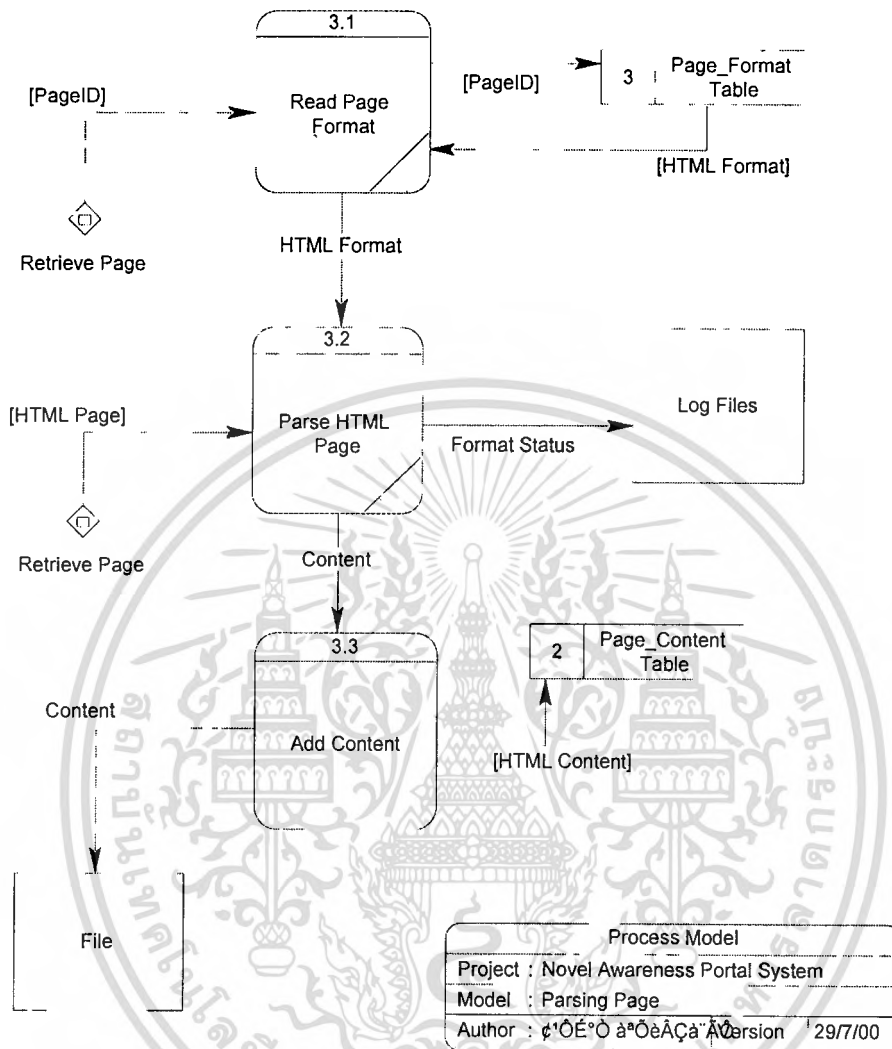 3.1
[PageID]
Read Page
Format
[PageID]
3
Page_Format
Table
[HTML Format]
Retrieve Page
HTML Format
3.2
[HTML Page]
Parse HTML
Page
Format Status
Log Files
Retrieve Page
Content
3.3
2
Page_Content
Table
Content
Add Content
[HTML Content]
File
Process Model
Project : Novel Awareness Portal System
Model : Parsing Page
Author : Version 29/7/00